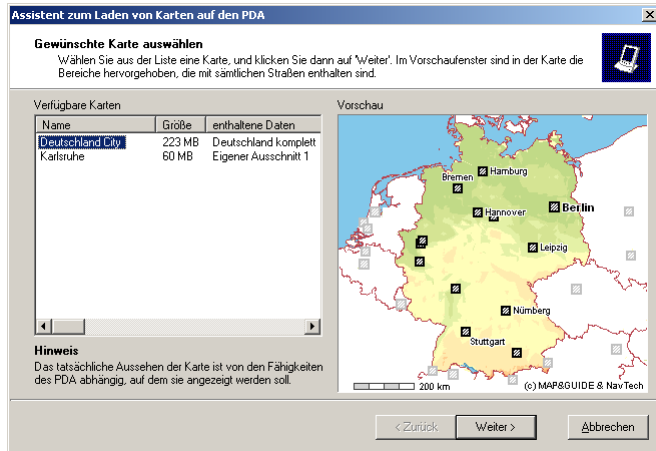 Assistent zum Laden von Karten auf den PDA
Gewünschte Karte auswählen
Wählen Sie aus der Liste eine Karte, und klicken Sie dann auf 'Weiter'. Im Vorschaufenster sind in der Karte die
Bereiche hervorgehoben, die mit sämtlichen Straßen enthalten sind.
Verfügbare Karten
Name Größe enthaltene Daten
Deutschland City 223 MB Deutschland komplett
Karlsruhe 60 MB Eigener Ausschnitt 1
Hinweis
Das tatsächliche Aussehen der Karte ist von den Fähigkeiten
des PDA abhängig, auf dem sie angezeigt werden soll.
Vorschau
Hamburg
Bremen
Hannover
Berlin
Leipzig
Nürnberg
Stuttgart
200 km
(c) MAP&GUIDE & NavTech
< Zurück
Weiter >
Abbrechen